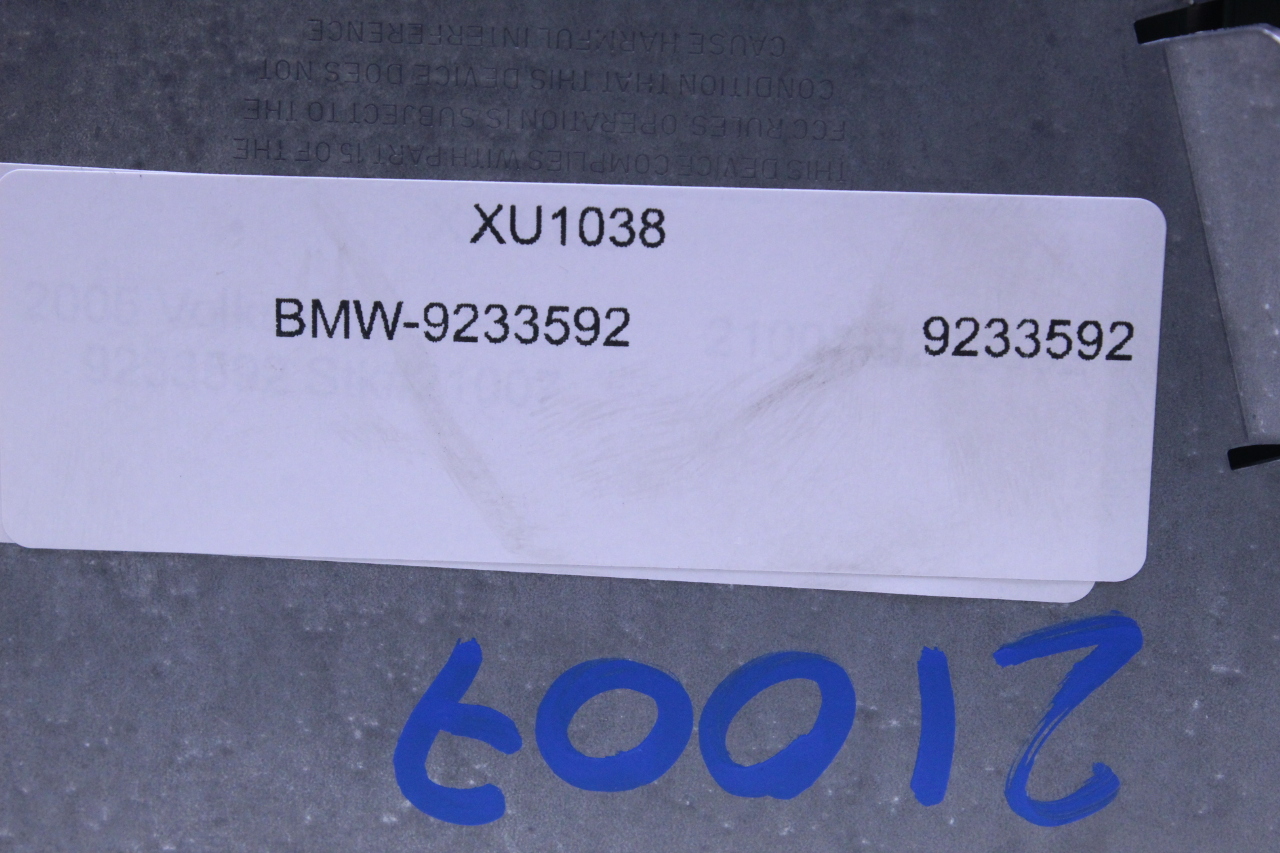 THIS DEVICE COMPLIES WITH PART 15 OF THE
FCC RULES. OPERATION IS SUBJECT TO THE
CONDITION THAT THIS DEVICE DOES NOT
CAUSE HARMFUL INTERFERENCE
XU1038
BMW-9233592 9233592
21007